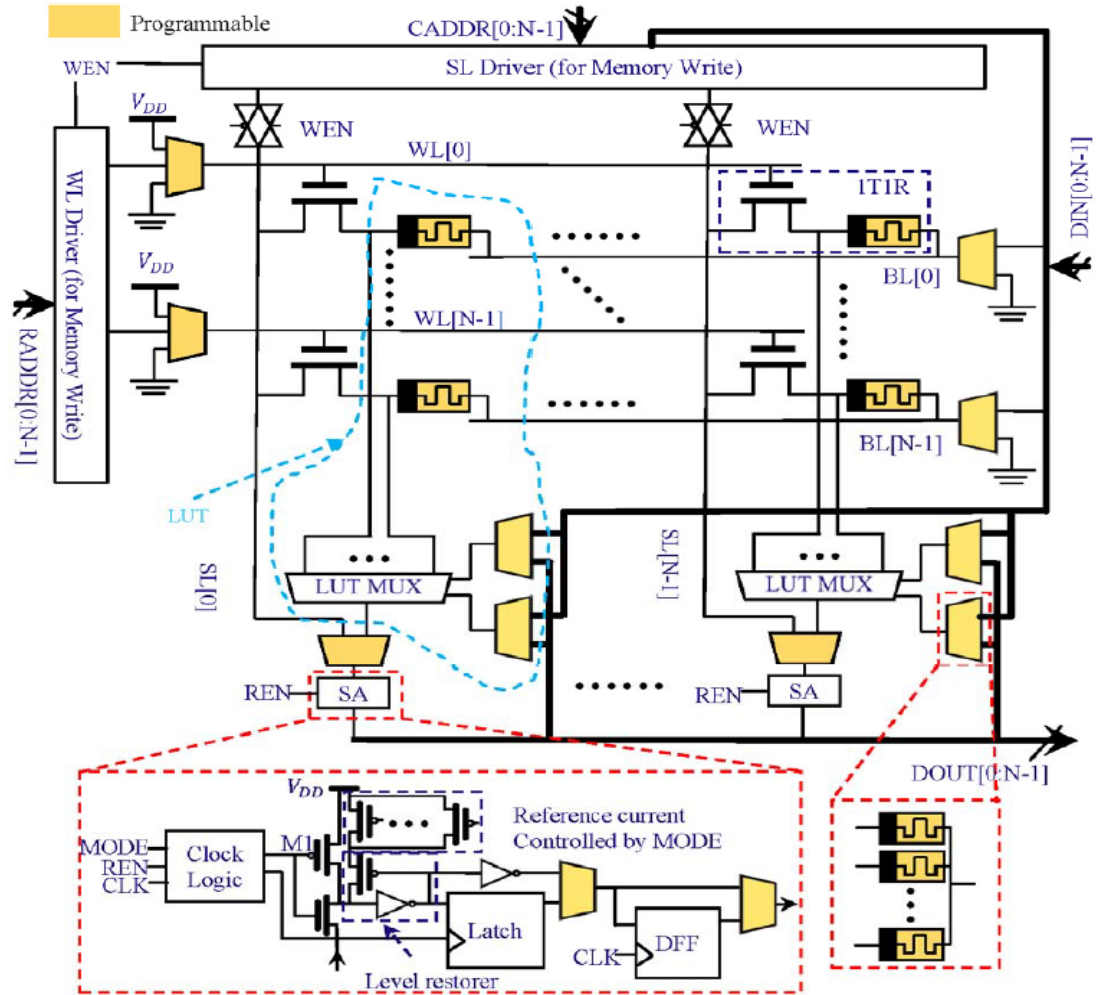 Programmable
CADDR[0:N-1]
SL Driver (for Memory Write)
WEN
V_DD
WEN
WEN
WL Driver (for Memory Write)
WL[0]
1T1R
DIN[0:N-1]
BL[0]
V_DD
RADDR[0:N-1]
WL[N-1]
BL[N-1]
LUT
SL[0]
SL[N-1]
LUT MUX
LUT MUX
REN
SA
REN
SA
DOUT[0:N-1]
V_DD
Reference current
Controlled by MODE
MODE
REN
CLK
Clock
Logic
M1
Latch
CLK
DFF
Level restorer